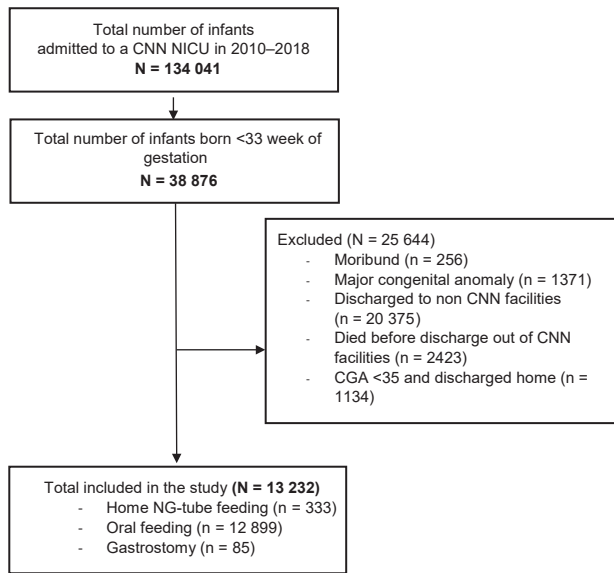 Total number of infants
admitted to a CNN NICU in 2010–2018
N = 134 041
Total number of infants born <33 week of
gestation
N = 38 876
Excluded (N = 25 644)
- Moribund (n = 256)
- Major congenital anomaly (n = 1371)
- Discharged to non CNN facilities
(n = 20 375)
- Died before discharge out of CNN
facilities (n = 2423)
- CGA <35 and discharged home (n =
1134)
Total included in the study (N = 13 232)
- Home NG-tube feeding (n = 333)
- Oral feeding (n = 12 899)
- Gastrostomy (n = 85)